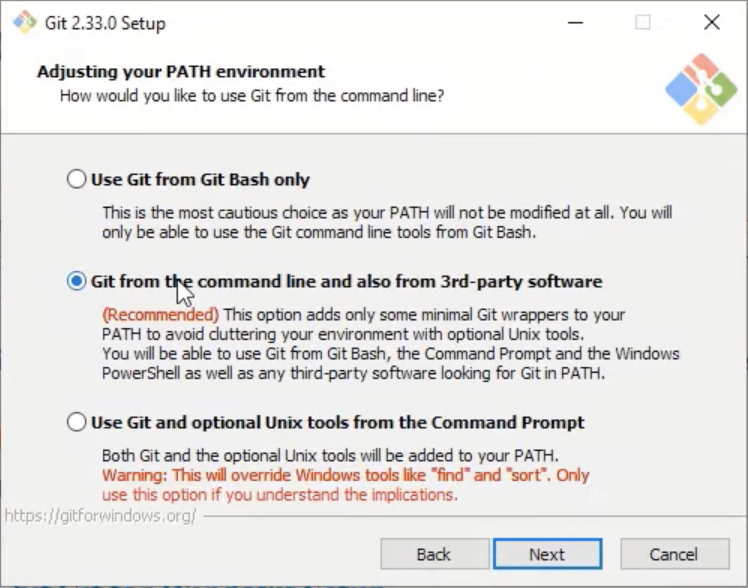 Git 2.33.0 Setup
Adjusting your PATH environment
How would you like to use Git from the command line?
Use Git from Git Bash only
This is the most cautious choice as your PATH will not be modified at all. You will
only be able to use the Git command line tools from Git Bash.
Git from the command line and also from 3rd-party software
(Recommended) This option adds only some minimal Git wrappers to your
PATH to avoid cluttering your environment with optional Unix tools.
You will be able to use Git from Git Bash, the Command Prompt and the Windows
PowerShell as well as any third-party software looking for Git in PATH.
Use Git and optional Unix tools from the Command Prompt
Both Git and the optional Unix tools will be added to your PATH.
Warning: This will override Windows tools like "find" and "sort". Only
use this option if you understand the implications.
https://gitforwindows.org/
Back Next Cancel